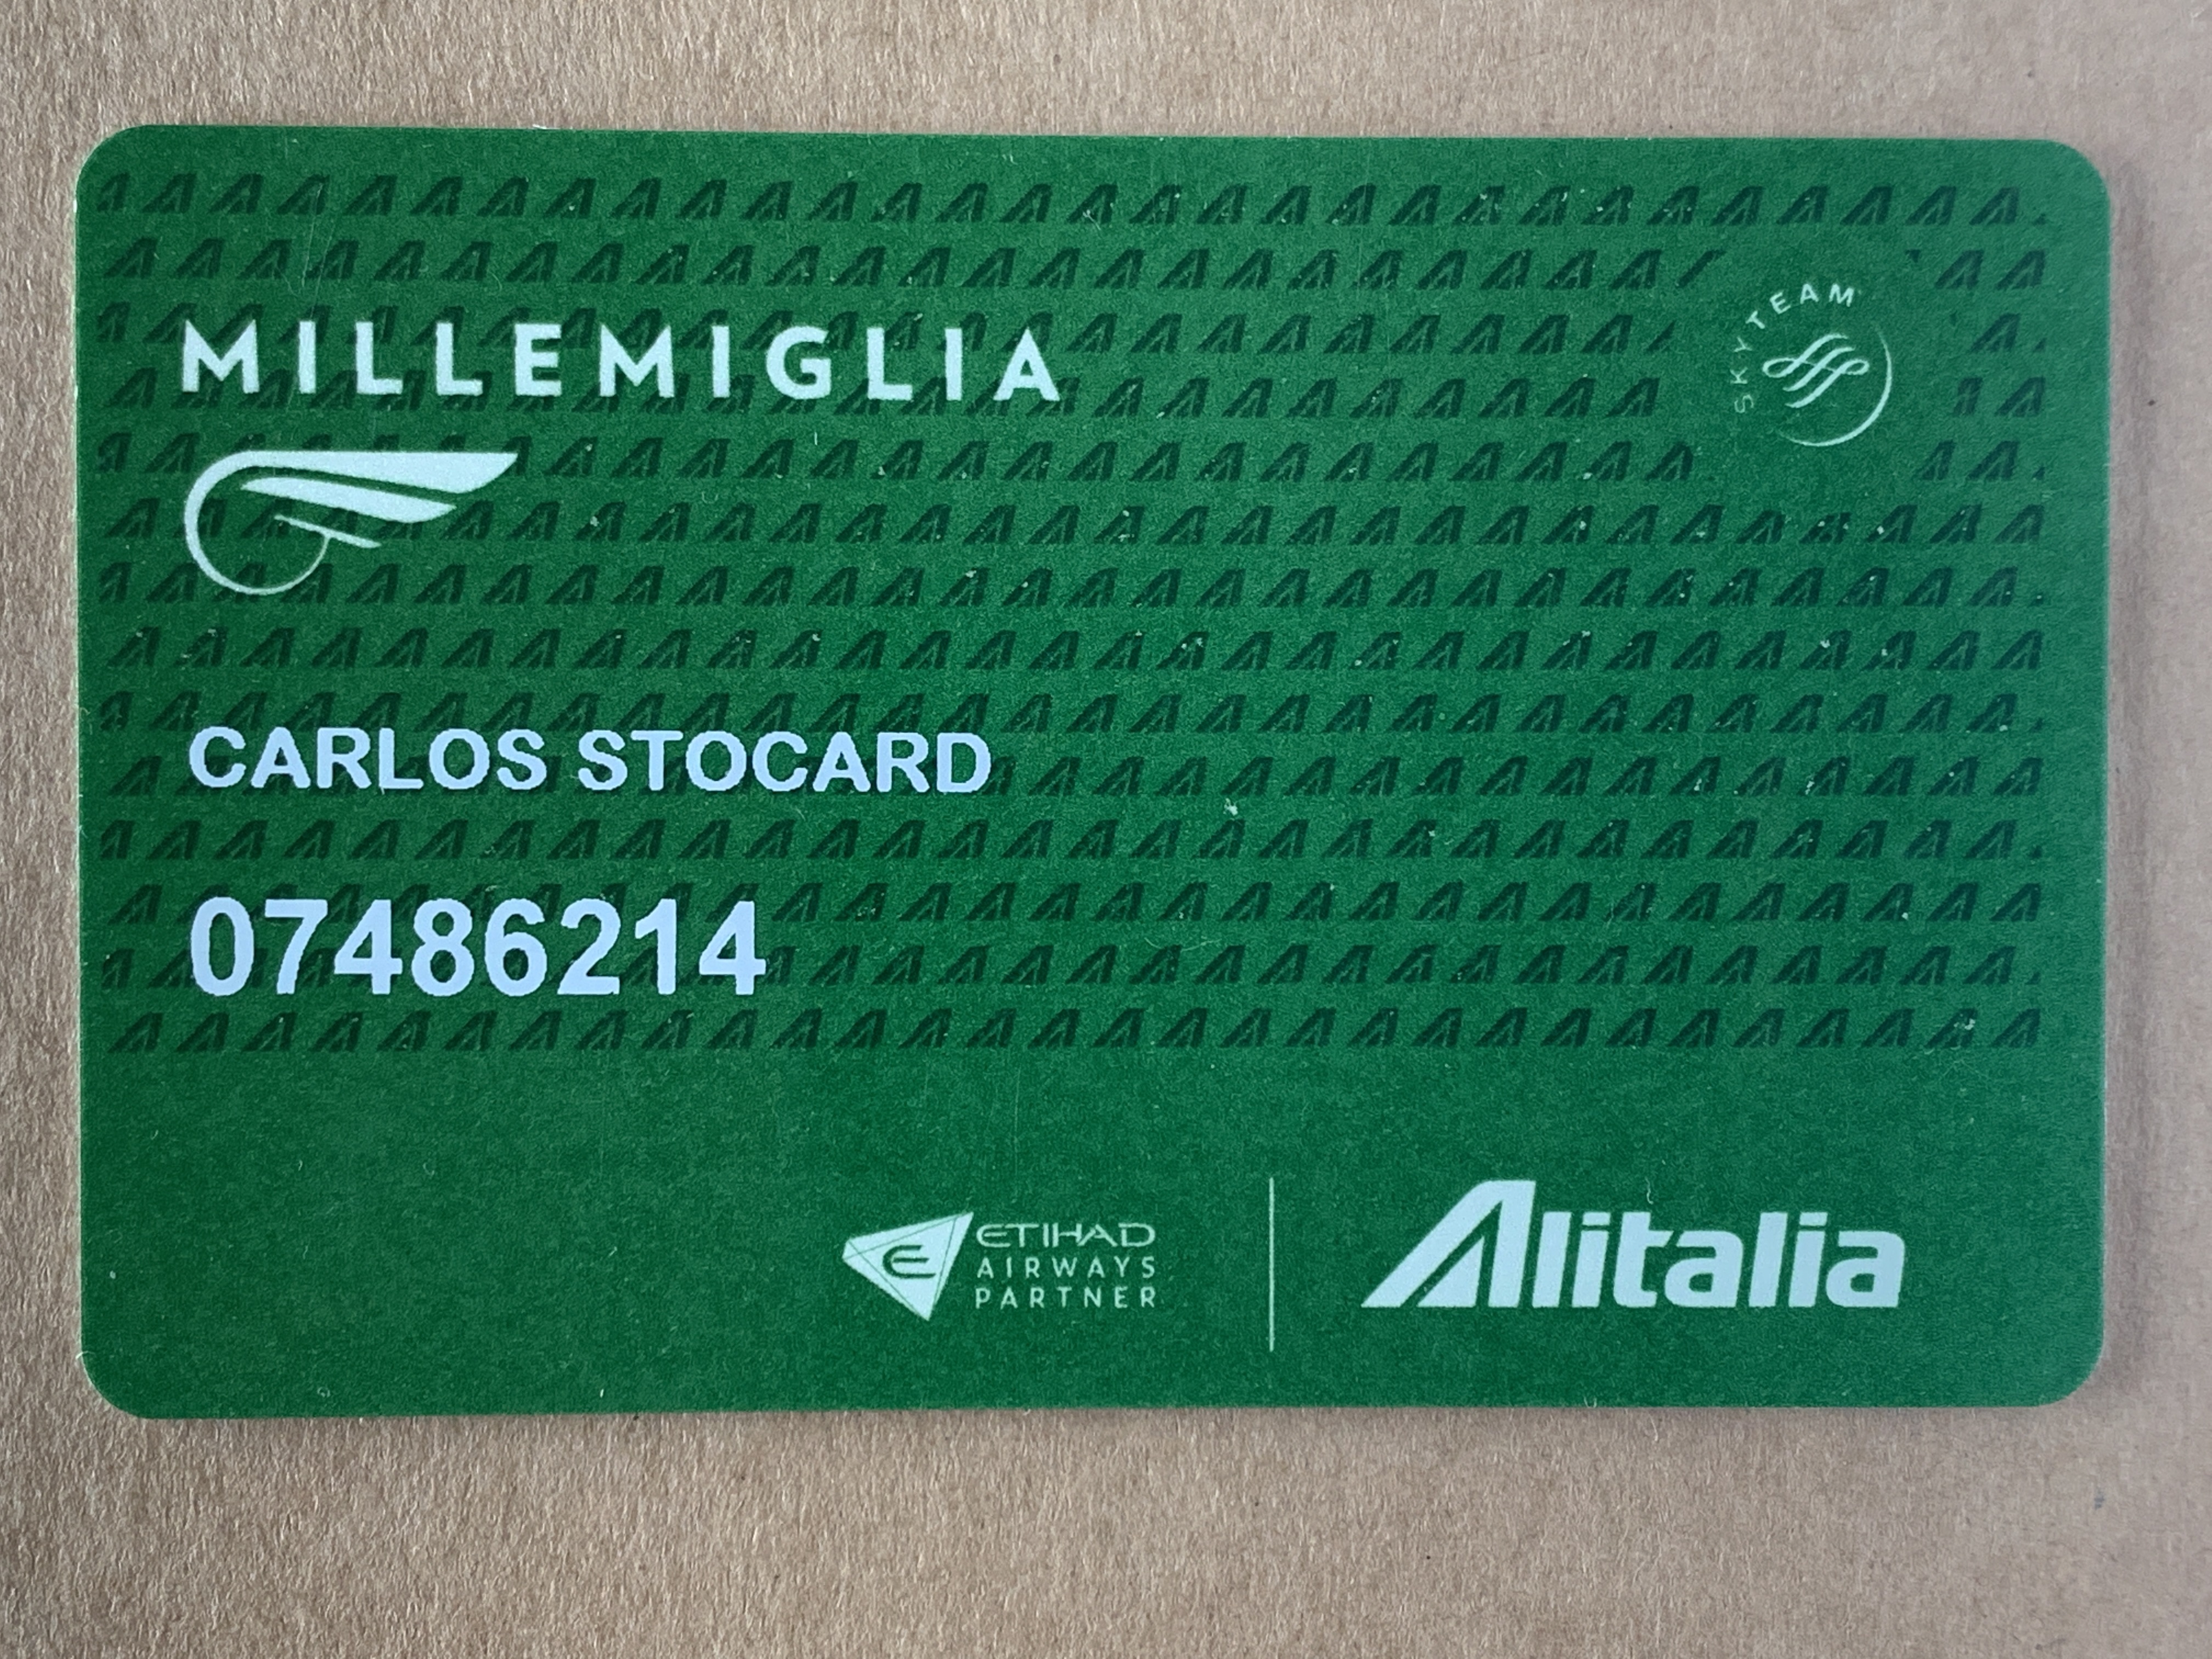 MILLEMIGLIA
SKYTEAM
CARLOS STOCARD
07486214
ETIHAD
AIRWAYS
PARTNER
Alitalia